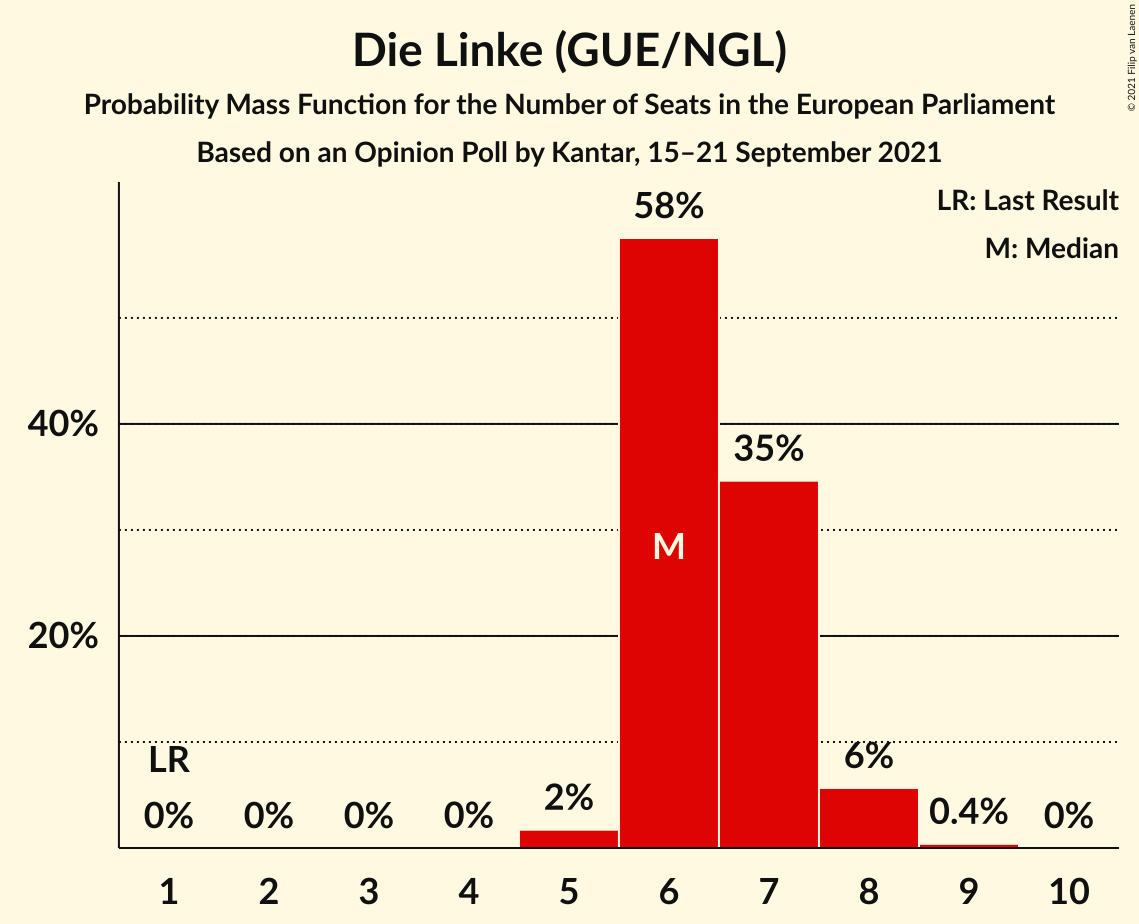 Die Linke (GUE/NGL)
Probability Mass Function for the Number of Seats in the European Parliament
Based on an Opinion Poll by Kantar, 15–21 September 2021
© 2021 Filip van Laenen
LR: Last Result
M: Median
58%
40%
35%
M
20%
LR
6%
2%
0% 0% 0% 0% 0.4% 0%
1 2 3 4 5 6 7 8 9 10